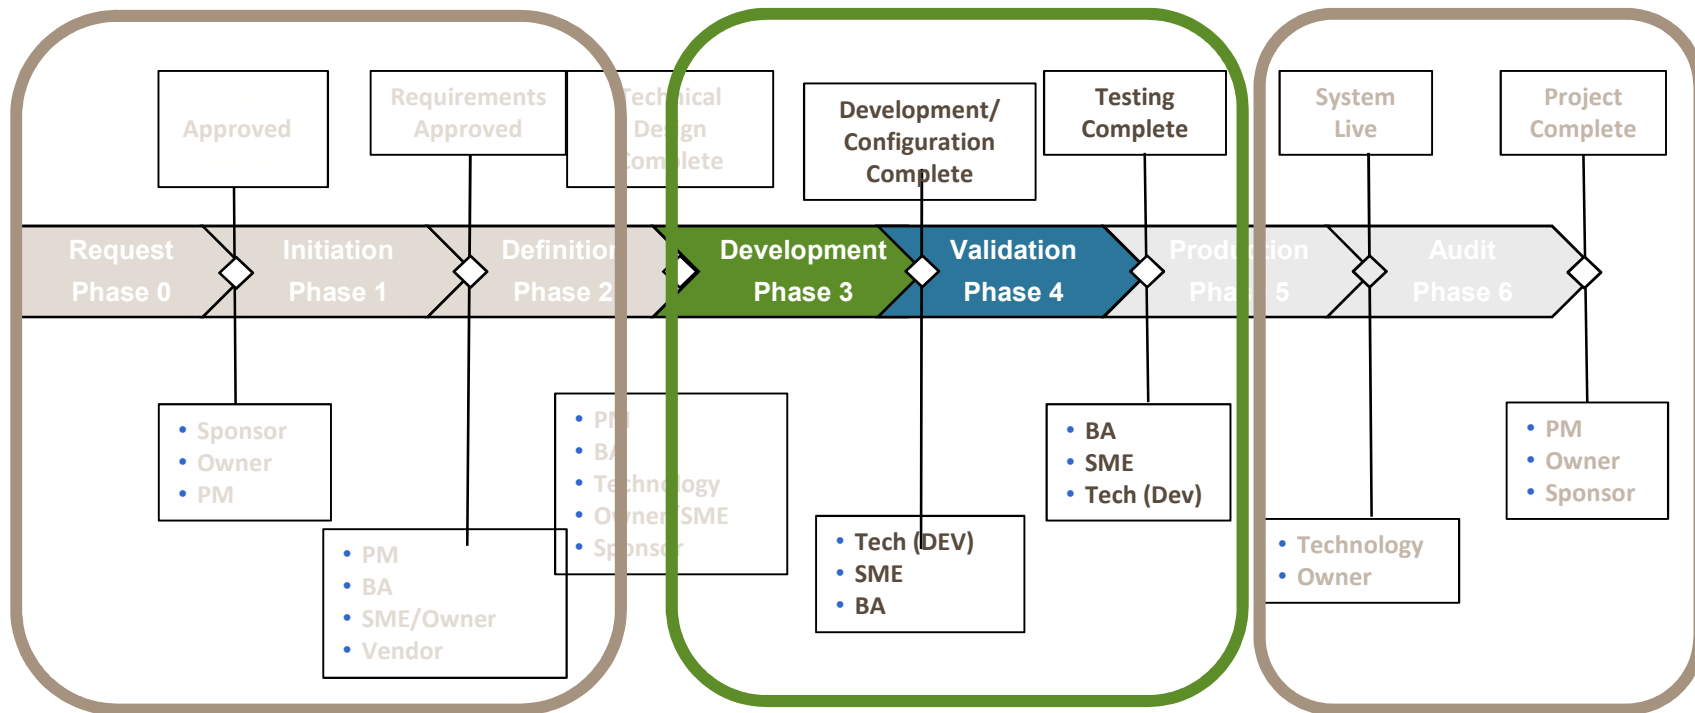 Approved
Requirements
Approved
Technical
Design
Complete
Development/
Configuration
Complete
Testing
Complete
System
Live
Project
Complete
Request
Phase 0
Initiation
Phase 1
Definition
Phase 2
Development
Phase 3
Validation
Phase 4
Production
Phase 5
Audit
Phase 6
• Sponsor
• Owner
• PM
• PM
• BA
• SME/Owner
• Vendor
• PM
• BA
• Technology
• Owner/SME
• Sponsor
• Tech (DEV)
• SME
• BA
• BA
• SME
• Tech (Dev)
• Technology
• Owner
• PM
• Owner
• Sponsor